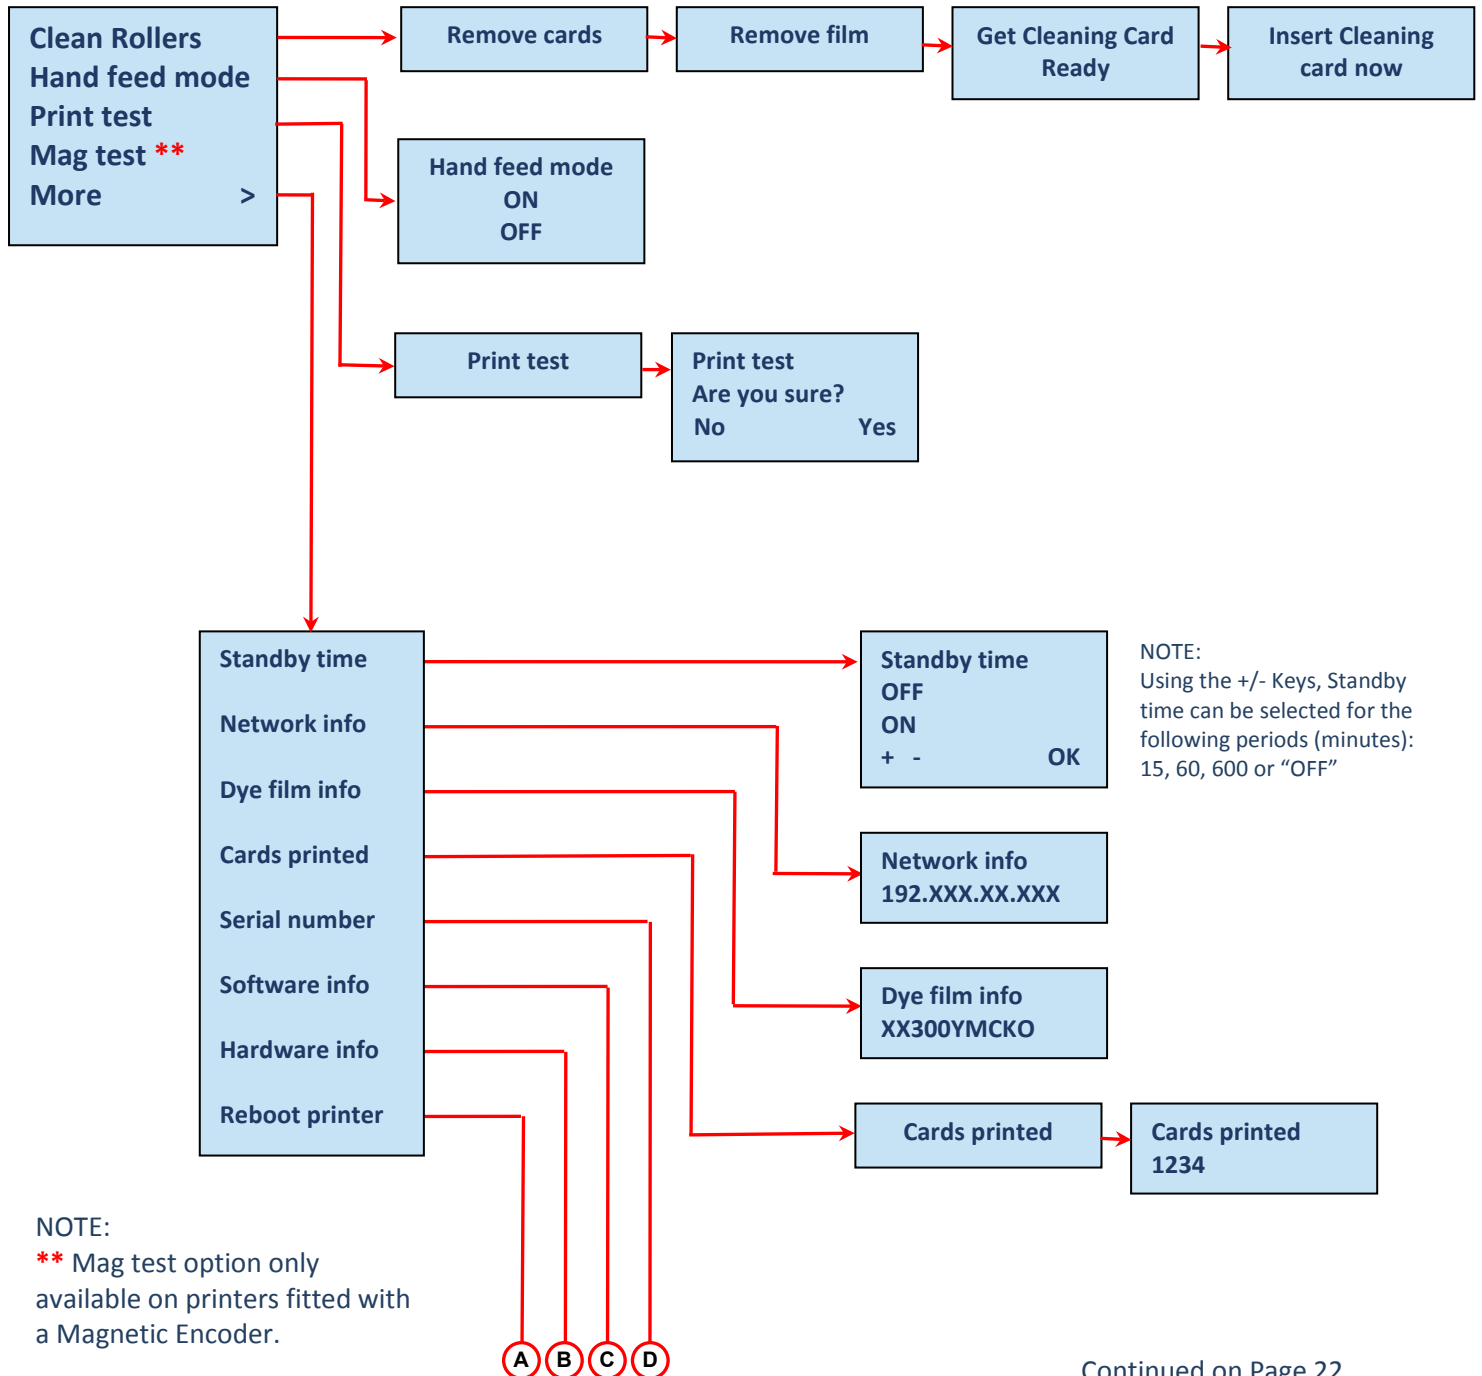 Clean Rollers
Hand feed mode
Print test
Mag test **
More >
Remove cards
Remove film
Get Cleaning Card
Ready
Insert Cleaning
card now
Hand feed mode
ON
OFF
Print test
Print test
Are you sure?
No Yes
Standby time
Network info
Dye film info
Cards printed
Serial number
Software info
Hardware info
Reboot printer
Standby time
OFF
ON
+ - OK
NOTE:
Using the +/- Keys, Standby
time can be selected for the
following periods (minutes):
15, 60, 600 or “OFF”
Network info
192.XXX.XX.XXX
Dye film info
XX300YMCKO
Cards printed
Cards printed
1234
NOTE:
** Mag test option only
available on printers fitted with
a Magnetic Encoder.
A B C D
Continued on Page 22